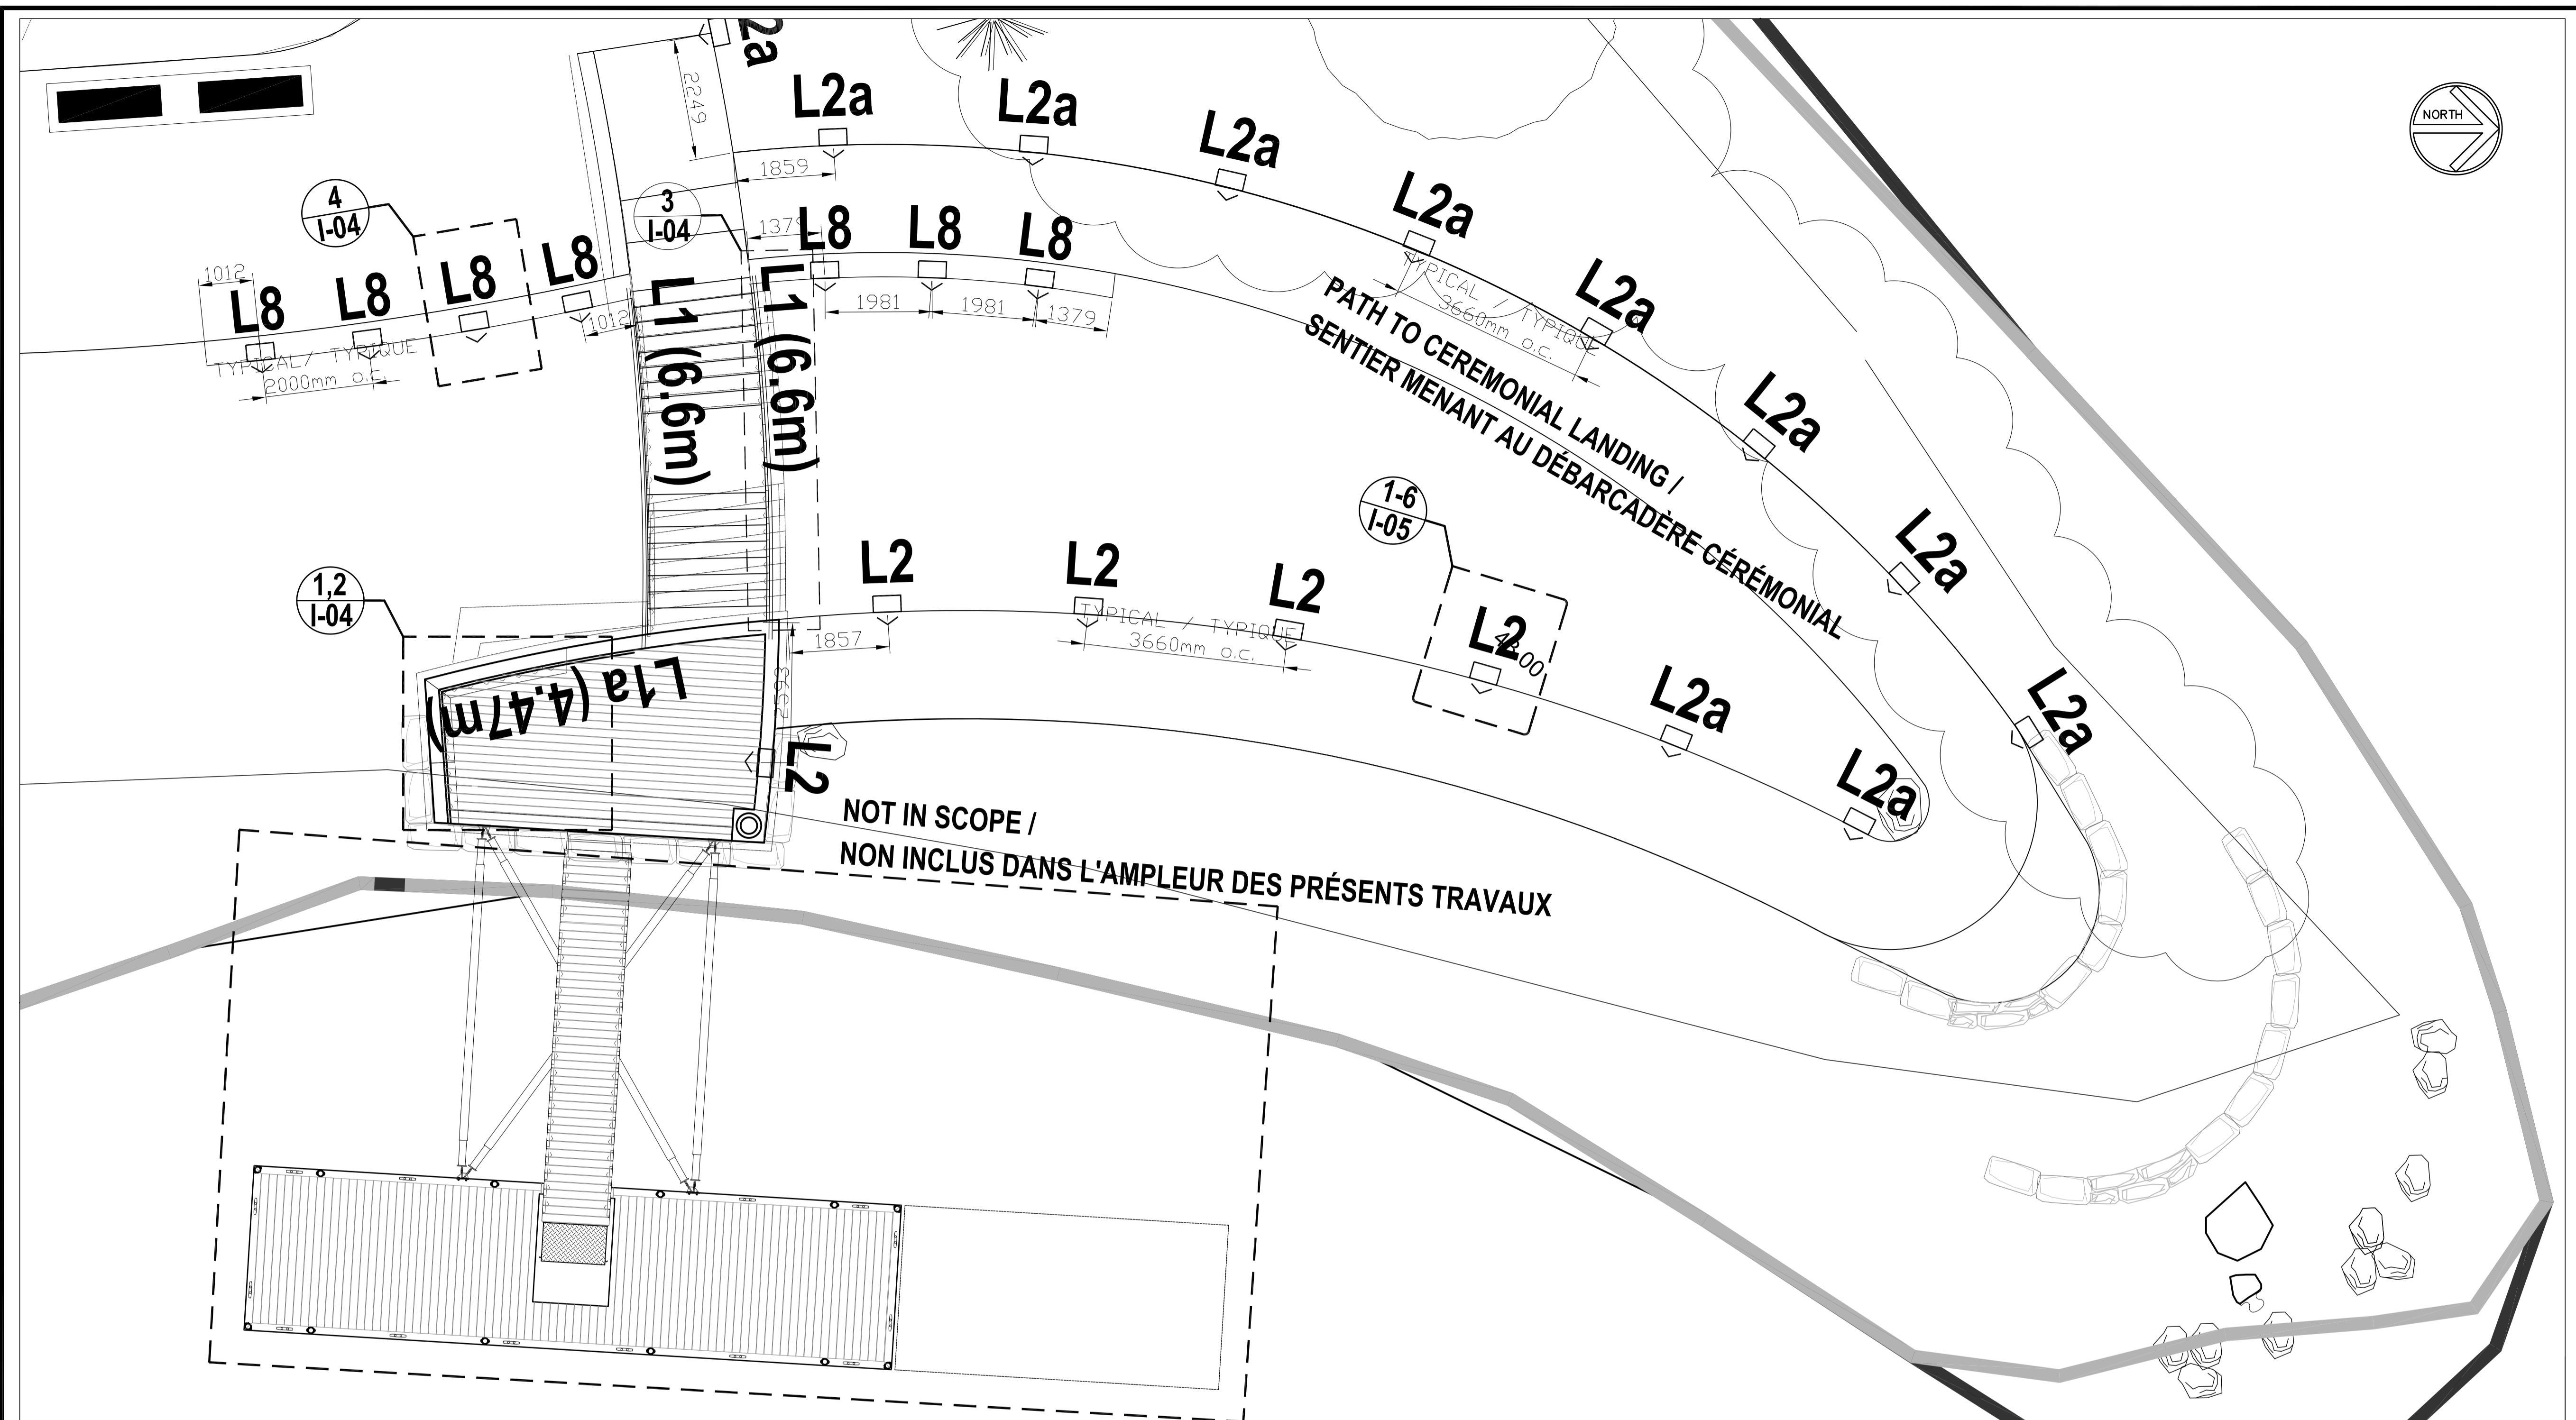 L2a
2249
L2a
L2a
L2a
L2a
L2a
L2a
L2a
L2a
NORTH
1859
4
I-04
3
I-04
1379
L8
L8
L8
1981
1981
1379
1012
L8
L8
L8
L8
1012
TYPICAL / TYPIQUE
2000mm o.c.
L1 (6.6m)
L1 (6.6m)
TYPICAL / TYPIQUE
3660mm o.c.
PATH TO CEREMONIAL LANDING /
SENTIER MENANT AU DÉBARCADÈRE CÉRÉMONIAL
1-6
I-05
1,2
I-04
L2
L2
L2
L2
L2a
L2a
1857
TYPICAL / TYPIQUE
3660mm o.c.
L1a (4.47m)
L2
NOT IN SCOPE /
NON INCLUS DANS L'AMPLEUR DES PRÉSENTS TRAVAUX